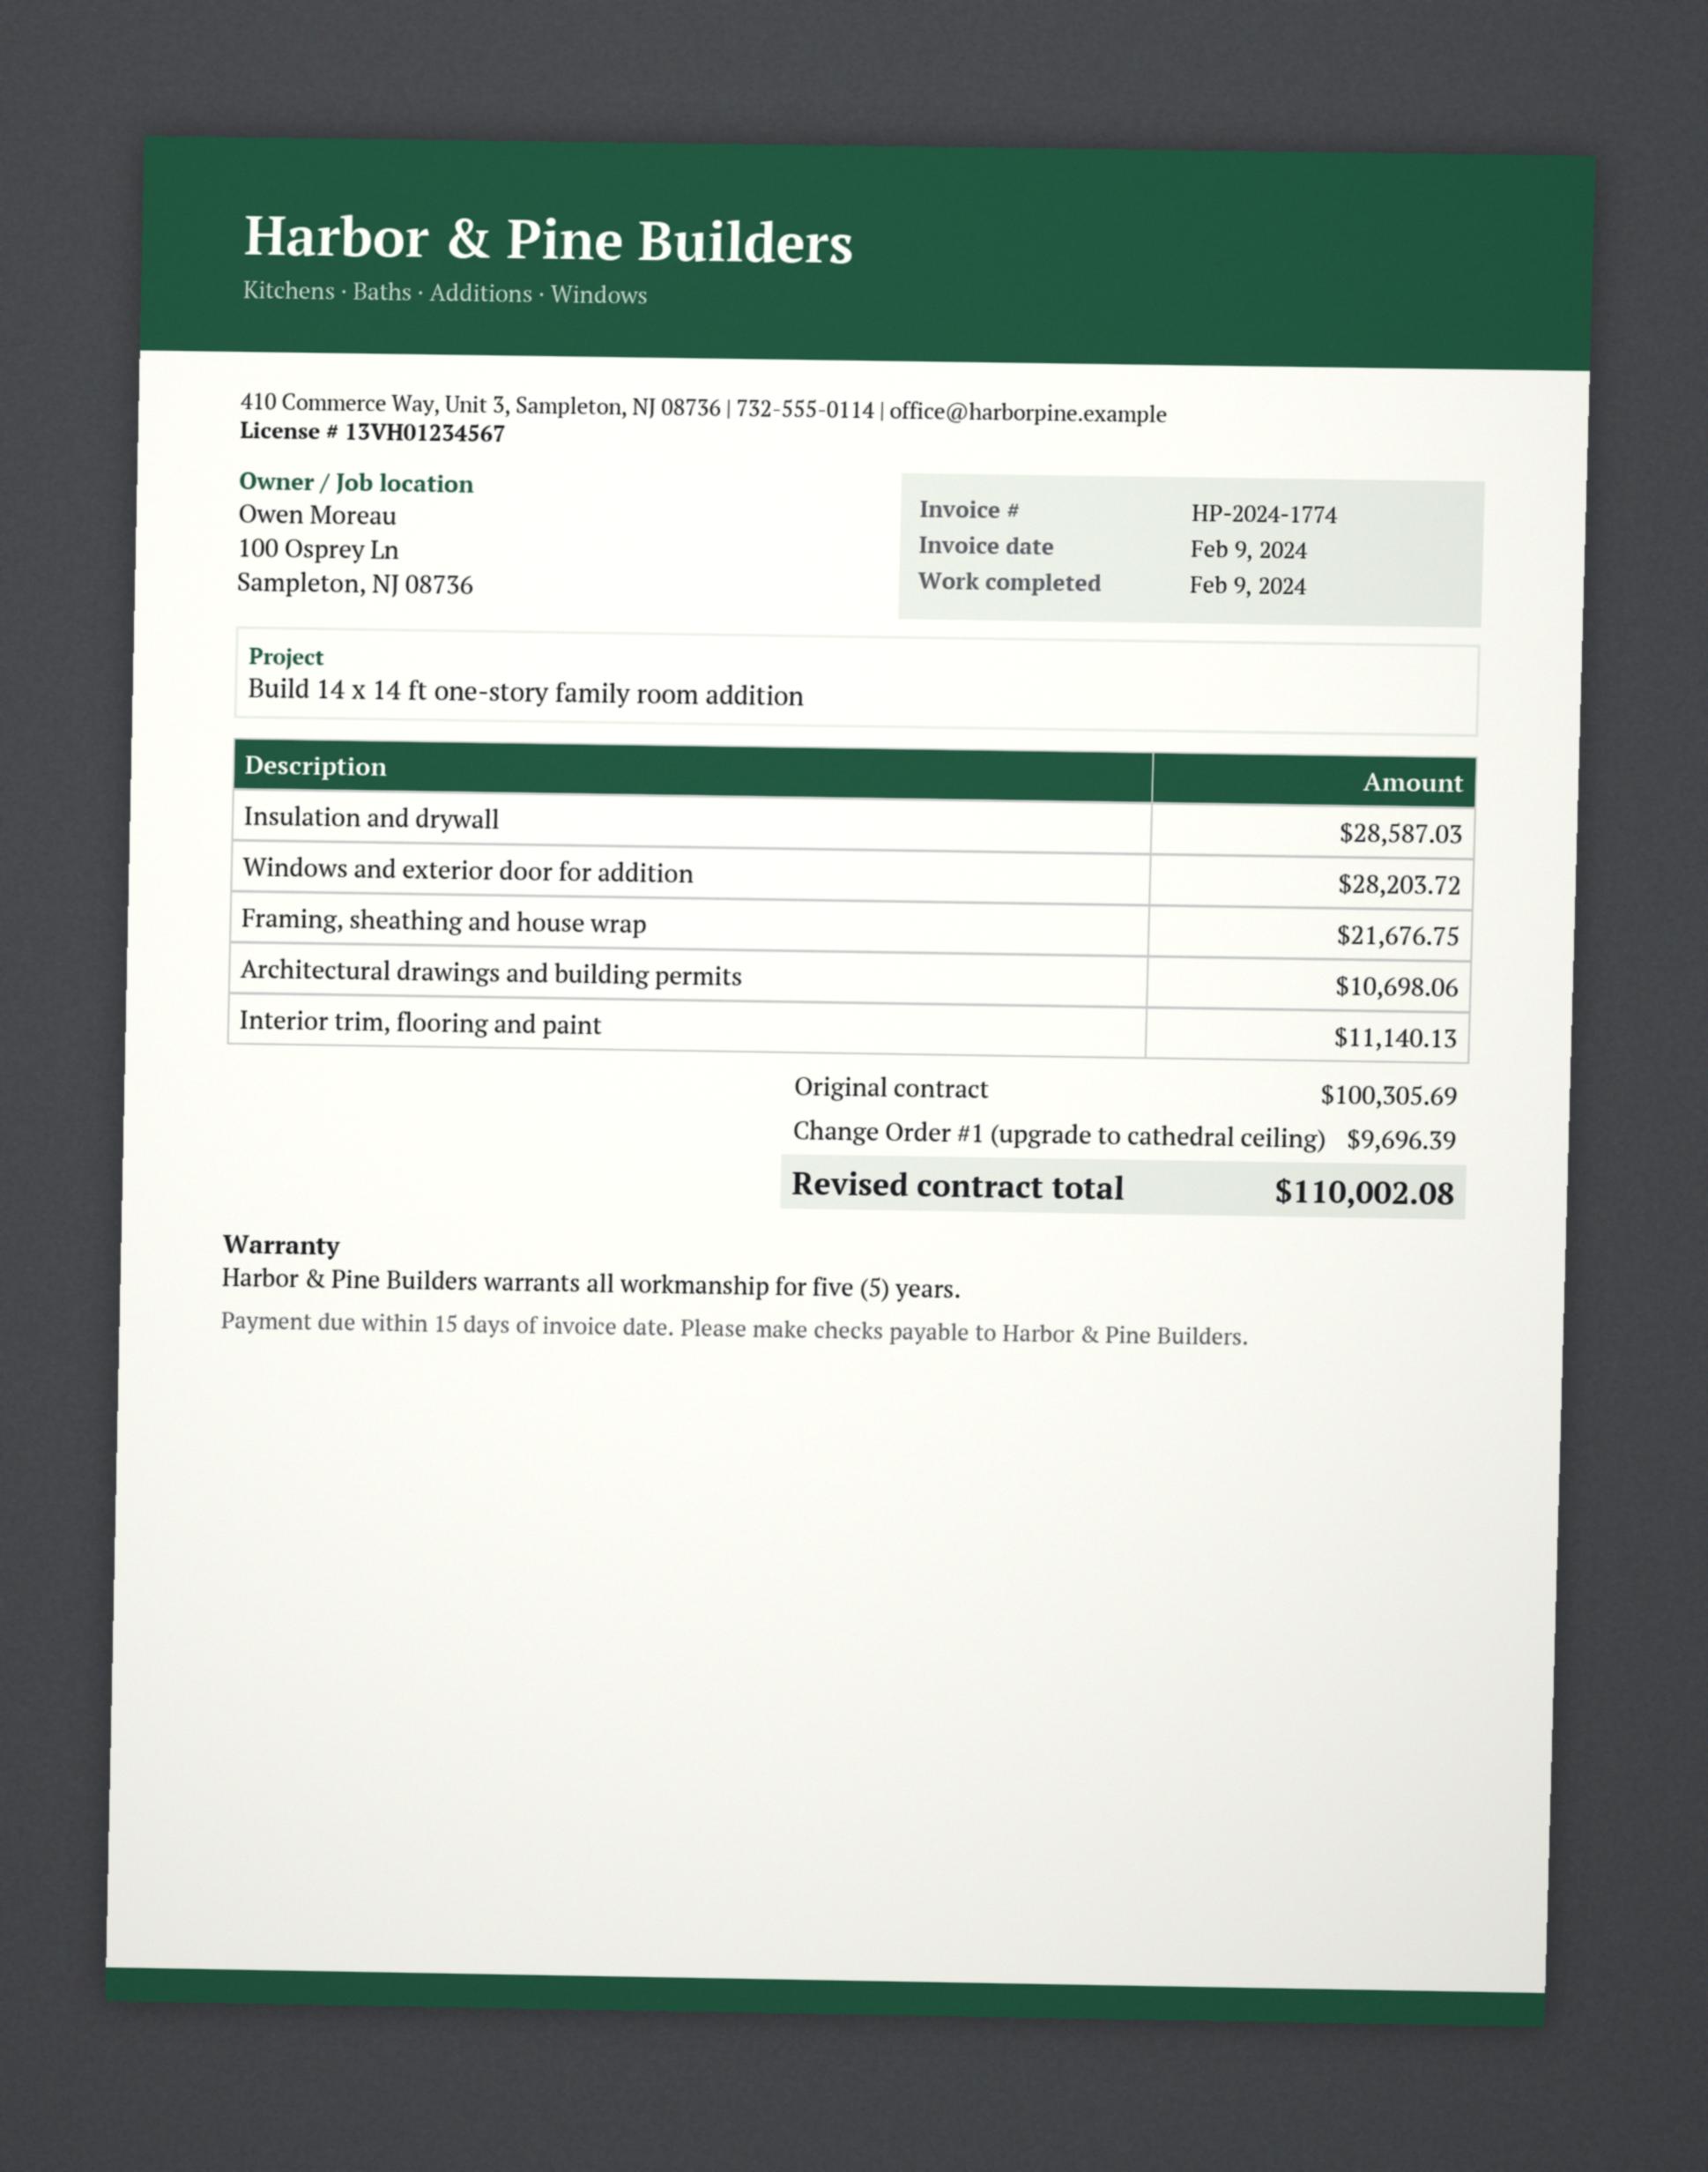 Harbor & Pine Builders
Kitchens · Baths · Additions · Windows
410 Commerce Way, Unit 3, Sampleton, NJ 08736 | 732-555-0114 | office@harborpine.example
License # 13VH01234567
Owner / Job location
Owen Moreau
100 Osprey Ln
Sampleton, NJ 08736
Invoice # HP-2024-1774
Invoice date Feb 9, 2024
Work completed Feb 9, 2024
Project
Build 14 x 14 ft one-story family room addition
Description Amount
Insulation and drywall $28,587.03
Windows and exterior door for addition $28,203.72
Framing, sheathing and house wrap $21,676.75
Architectural drawings and building permits $10,698.06
Interior trim, flooring and paint $11,140.13
Original contract $100,305.69
Change Order #1 (upgrade to cathedral ceiling) $9,696.39
Revised contract total $110,002.08
Warranty
Harbor & Pine Builders warrants all workmanship for five (5) years.
Payment due within 15 days of invoice date. Please make checks payable to Harbor & Pine Builders.